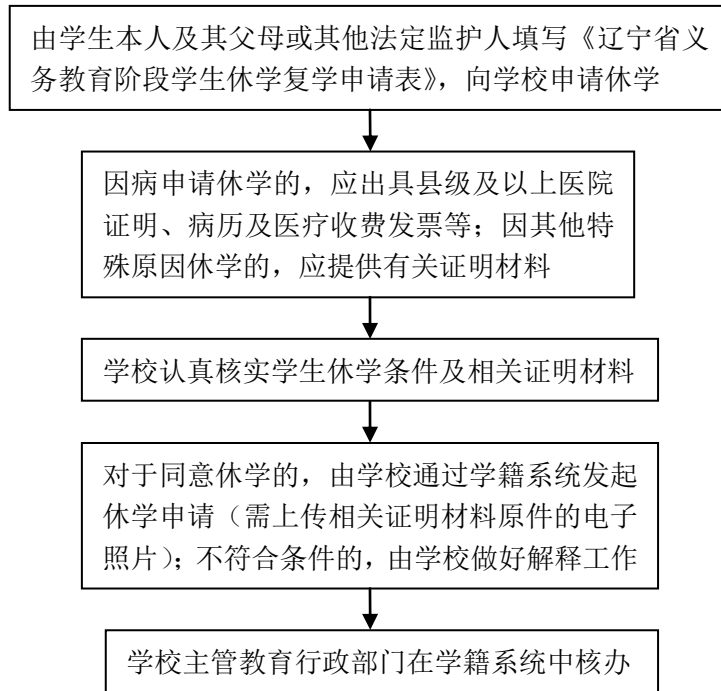 由学生本人及其父母或其他法定监护人填写《辽宁省义
务教育阶段学生休学复学申请表》，向学校申请休学
因病申请休学的，应出具县级及以上医院
证明、病历及医疗收费发票等；因其他特
殊原因休学的，应提供有关证明材料
学校认真核实学生休学条件及相关证明材料
对于同意休学的，由学校通过学籍系统发起
休学申请（需上传相关证明材料原件的电子
照片）；不符合条件的，由学校做好解释工作
学校主管教育行政部门在学籍系统中核办